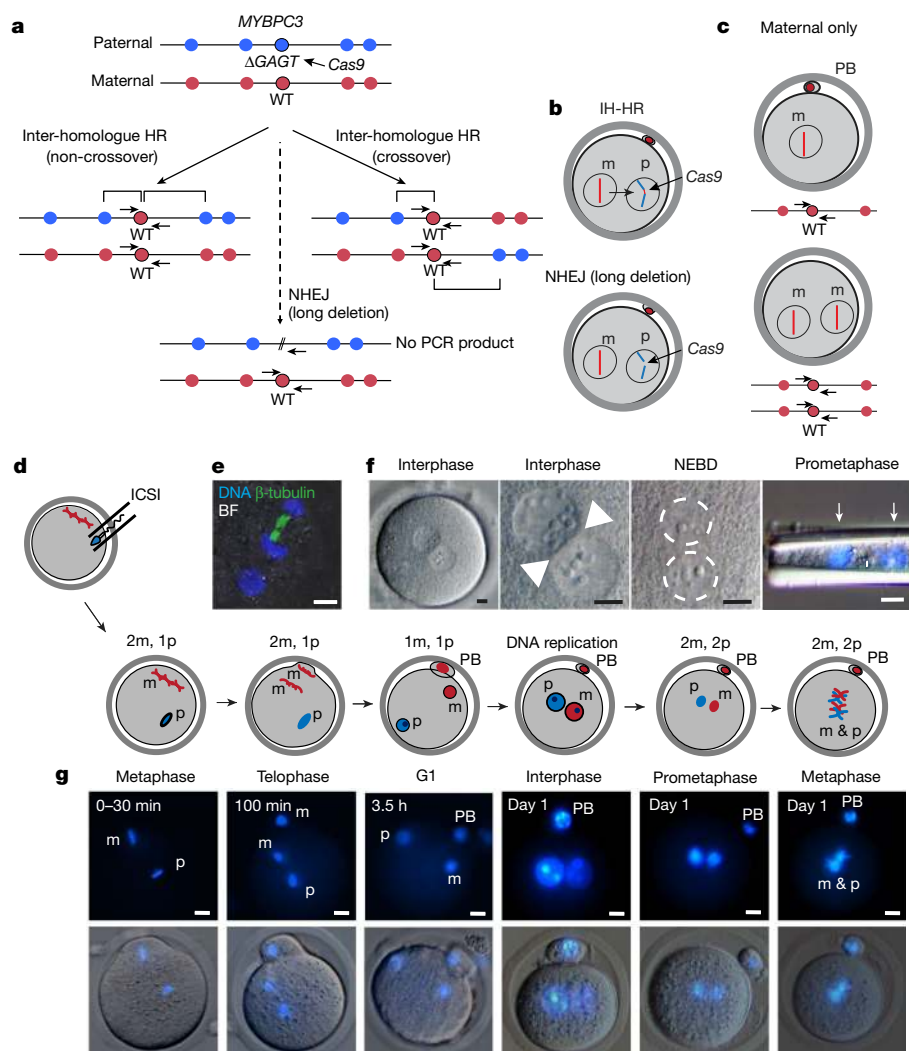 a
MYBPC3
Paternal
ΔGAGT
Cas9
Maternal
WT
Inter-homologue HR
(non-crossover)
Inter-homologue HR
(crossover)
WT
WT
WT
WT
NHEJ
(long deletion)
No PCR product
WT
b
IH-HR
m
p
Cas9
NHEJ (long deletion)
m
p
Cas9
c
Maternal only
PB
m
WT
m
m
WT
d
ICSI
e
DNA β-tubulin
BF
f
Interphase
Interphase
NEBD
Prometaphase
2m, 1p
m
p
2m, 1p
m
m
p
1m, 1p
PB
p
m
DNA replication
PB
p
m
2m, 2p
PB
p
m
2m, 2p
PB
m & p
g
Metaphase
Telophase
G1
Interphase
Prometaphase
Metaphase
0–30 min
m
p
100 min
m
m
p
3.5 h
PB
p
m
Day 1
PB
Day 1
PB
Day 1
PB
m & p